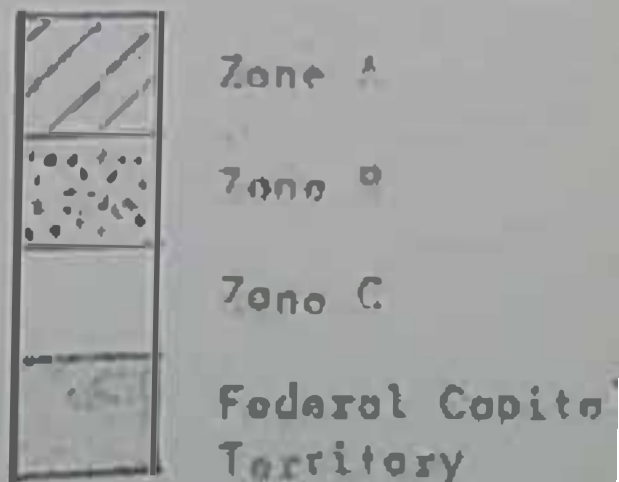 Zone A
Zone B
Zone C
Federal Capita
Territory